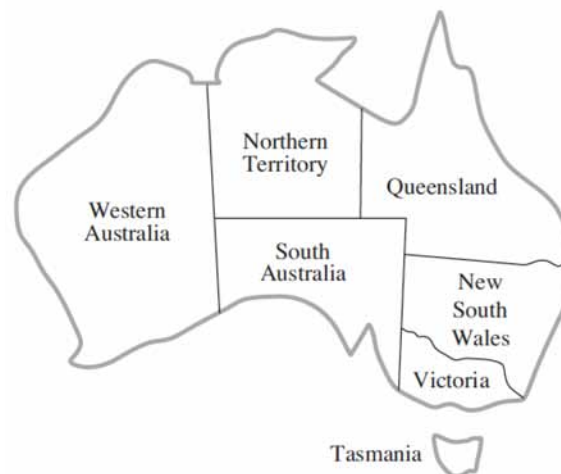 Northern
Territory
Queensland
Western
Australia
South
Australia
New
South
Wales
Victoria
Tasmania